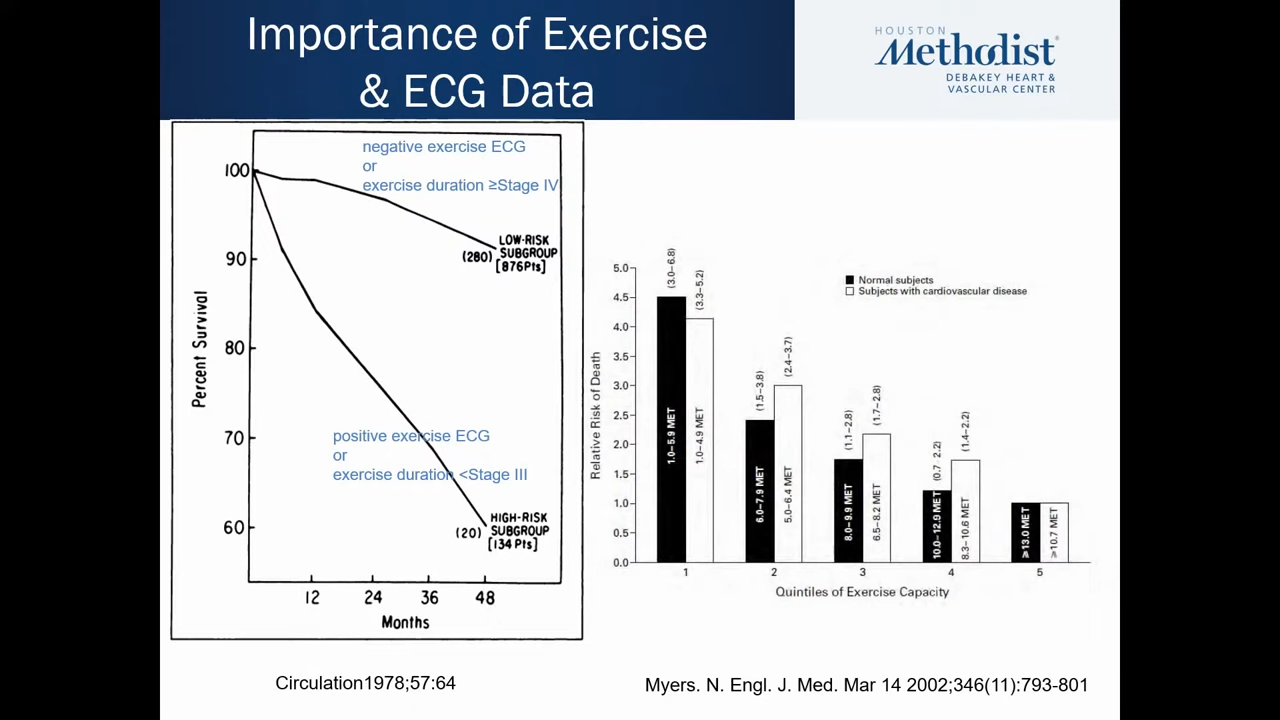 Importance of Exercise
& ECG Data
HOUSTON
Methodist®
DEBAKEY HEART &
VASCULAR CENTER
negative exercise ECG
or
exercise duration ≥Stage IV
100
90
80
70
60
Percent Survival
LOW-RISK
(280) SUBGROUP
[876Pts]
positive exercise ECG
or
exercise duration <Stage III
HIGH-RISK
(20) SUBGROUP
[134 Pts]
12 24 36 48
Months
Circulation1978;57:64
Normal subjects
Subjects with cardiovascular disease
5.0
4.5
4.0
3.5
3.0
2.5
2.0
1.5
1.0
0.5
0.0
Relative Risk of Death
(3.0–6.8)
(3.3–5.2)
(1.5–3.8)
(2.4–3.7)
(1.1–2.8)
(1.7–2.8)
(0.7 2.2)
(1.4–2.2)
1.0–5.9 MET
1.0–4.9 MET
6.0–7.9 MET
5.0–6.4 MET
8.0–9.9 MET
6.5–8.2 MET
10.0–12.9 MET
8.3–10.6 MET
≥13.0 MET
≥10.7 MET
1 2 3 4 5
Quintiles of Exercise Capacity
Myers. N. Engl. J. Med. Mar 14 2002;346(11):793-801